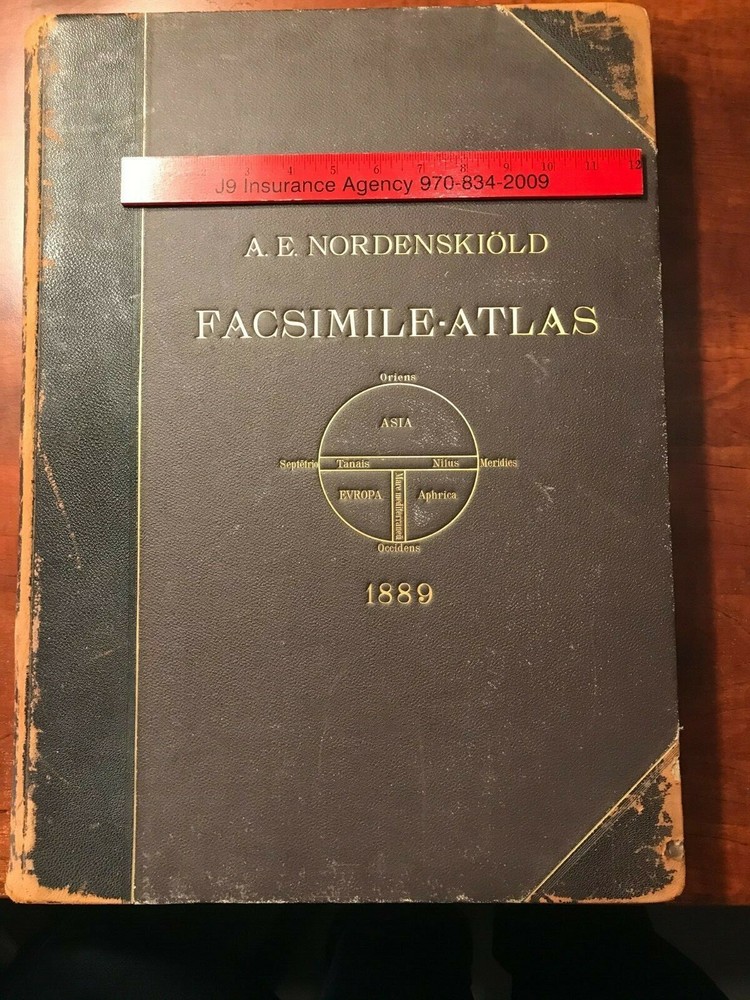 2 3 4 5 6 7 8 9 10 11 12
J9 Insurance Agency 970-834-2009
A. E. NORDENSKIÖLD
FACSIMILE-ATLAS
Oriens
ASIA
Septētrio Tanais Nilus Meridies
EVROPA Mare mediterraneū Aphrica
Occidens
1889